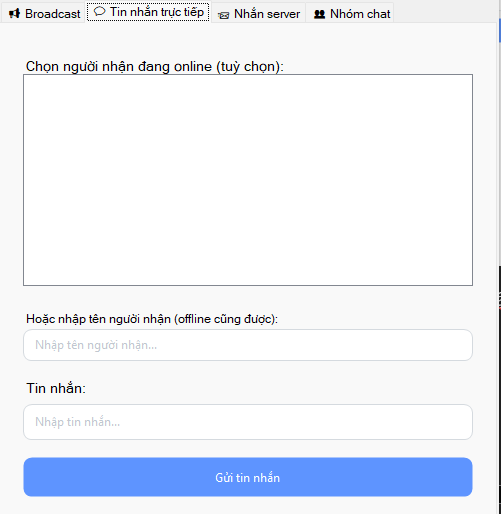 Broadcast Tin nhắn trực tiếp Nhắn server Nhóm chat
Chọn người nhận đang online (tuỳ chọn):
Hoặc nhập tên người nhận (offline cũng được):
Nhập tên người nhận...
Tin nhắn:
Nhập tin nhắn...
Gửi tin nhắn